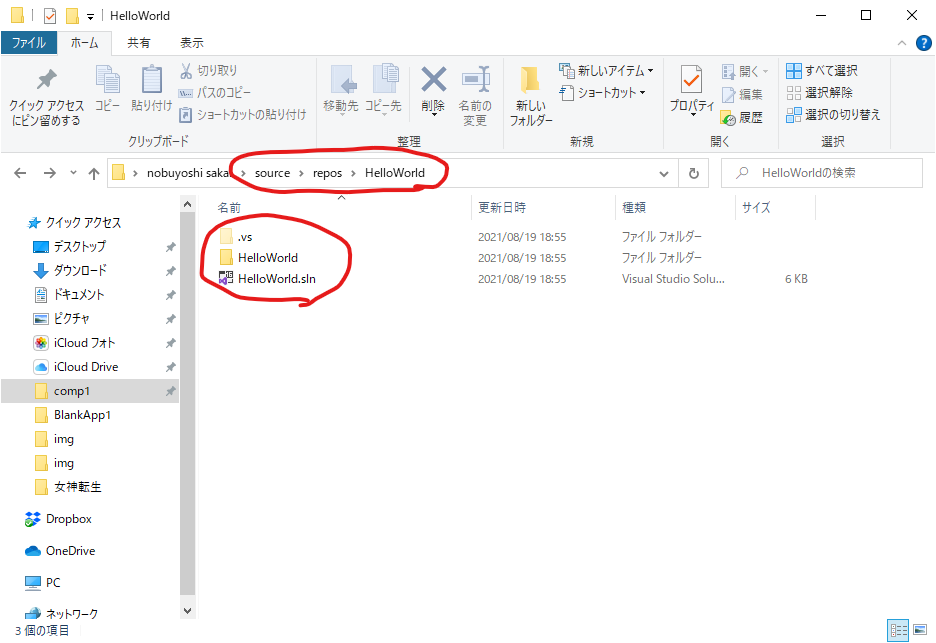 HelloWorld
ファイル ホーム 共有 表示
クイック アクセス
にピン留めする
コピー
貼り付け
切り取り
パスのコピー
ショートカットの貼り付け
クリップボード
移動先
コピー先
削除
名前の
変更
整理
新しい
フォルダー
新しいアイテム
ショートカット
新規
プロパティ
開く
編集
履歴
開く
すべて選択
選択解除
選択の切り替え
選択
nobuyoshi saka › source › repos › HelloWorld
HelloWorldの検索
名前 更新日時 種類 サイズ
.vs 2021/08/19 18:55 ファイル フォルダー
HelloWorld 2021/08/19 18:55 ファイル フォルダー
HelloWorld.sln 2021/08/19 18:55 Visual Studio Solu... 6 KB
クイック アクセス
デスクトップ
ダウンロード
ドキュメント
ピクチャ
iCloud フォト
iCloud Drive
comp1
BlankApp1
img
img
女神転生
Dropbox
OneDrive
PC
ネットワーク
3 個の項目